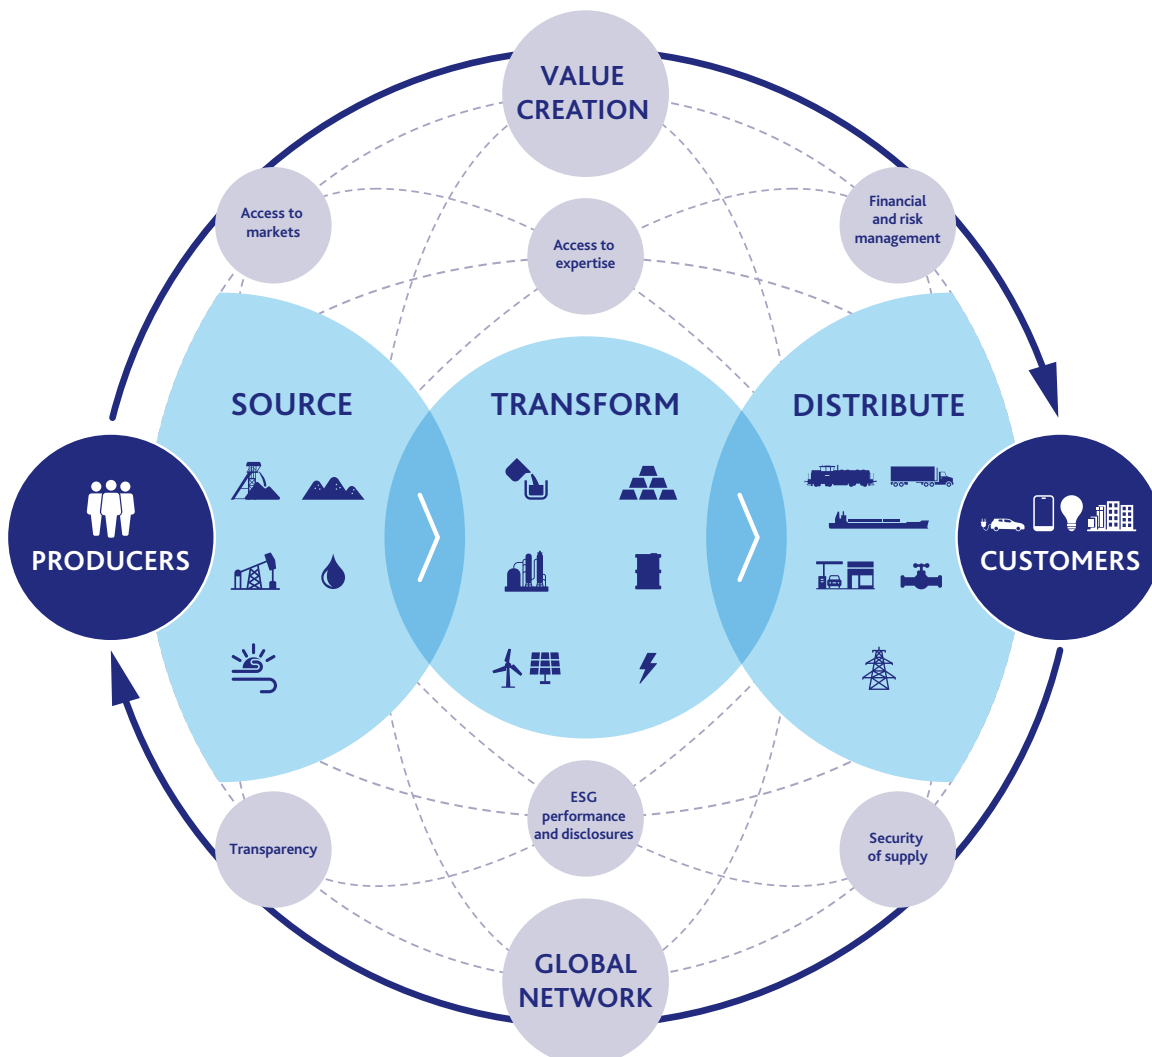 VALUE
CREATION
Access to
markets
Financial
and risk
management
Access to
expertise
SOURCE
TRANSFORM
DISTRIBUTE
PRODUCERS
CUSTOMERS
ESG
performance
and disclosures
Transparency
Security
of supply
GLOBAL
NETWORK